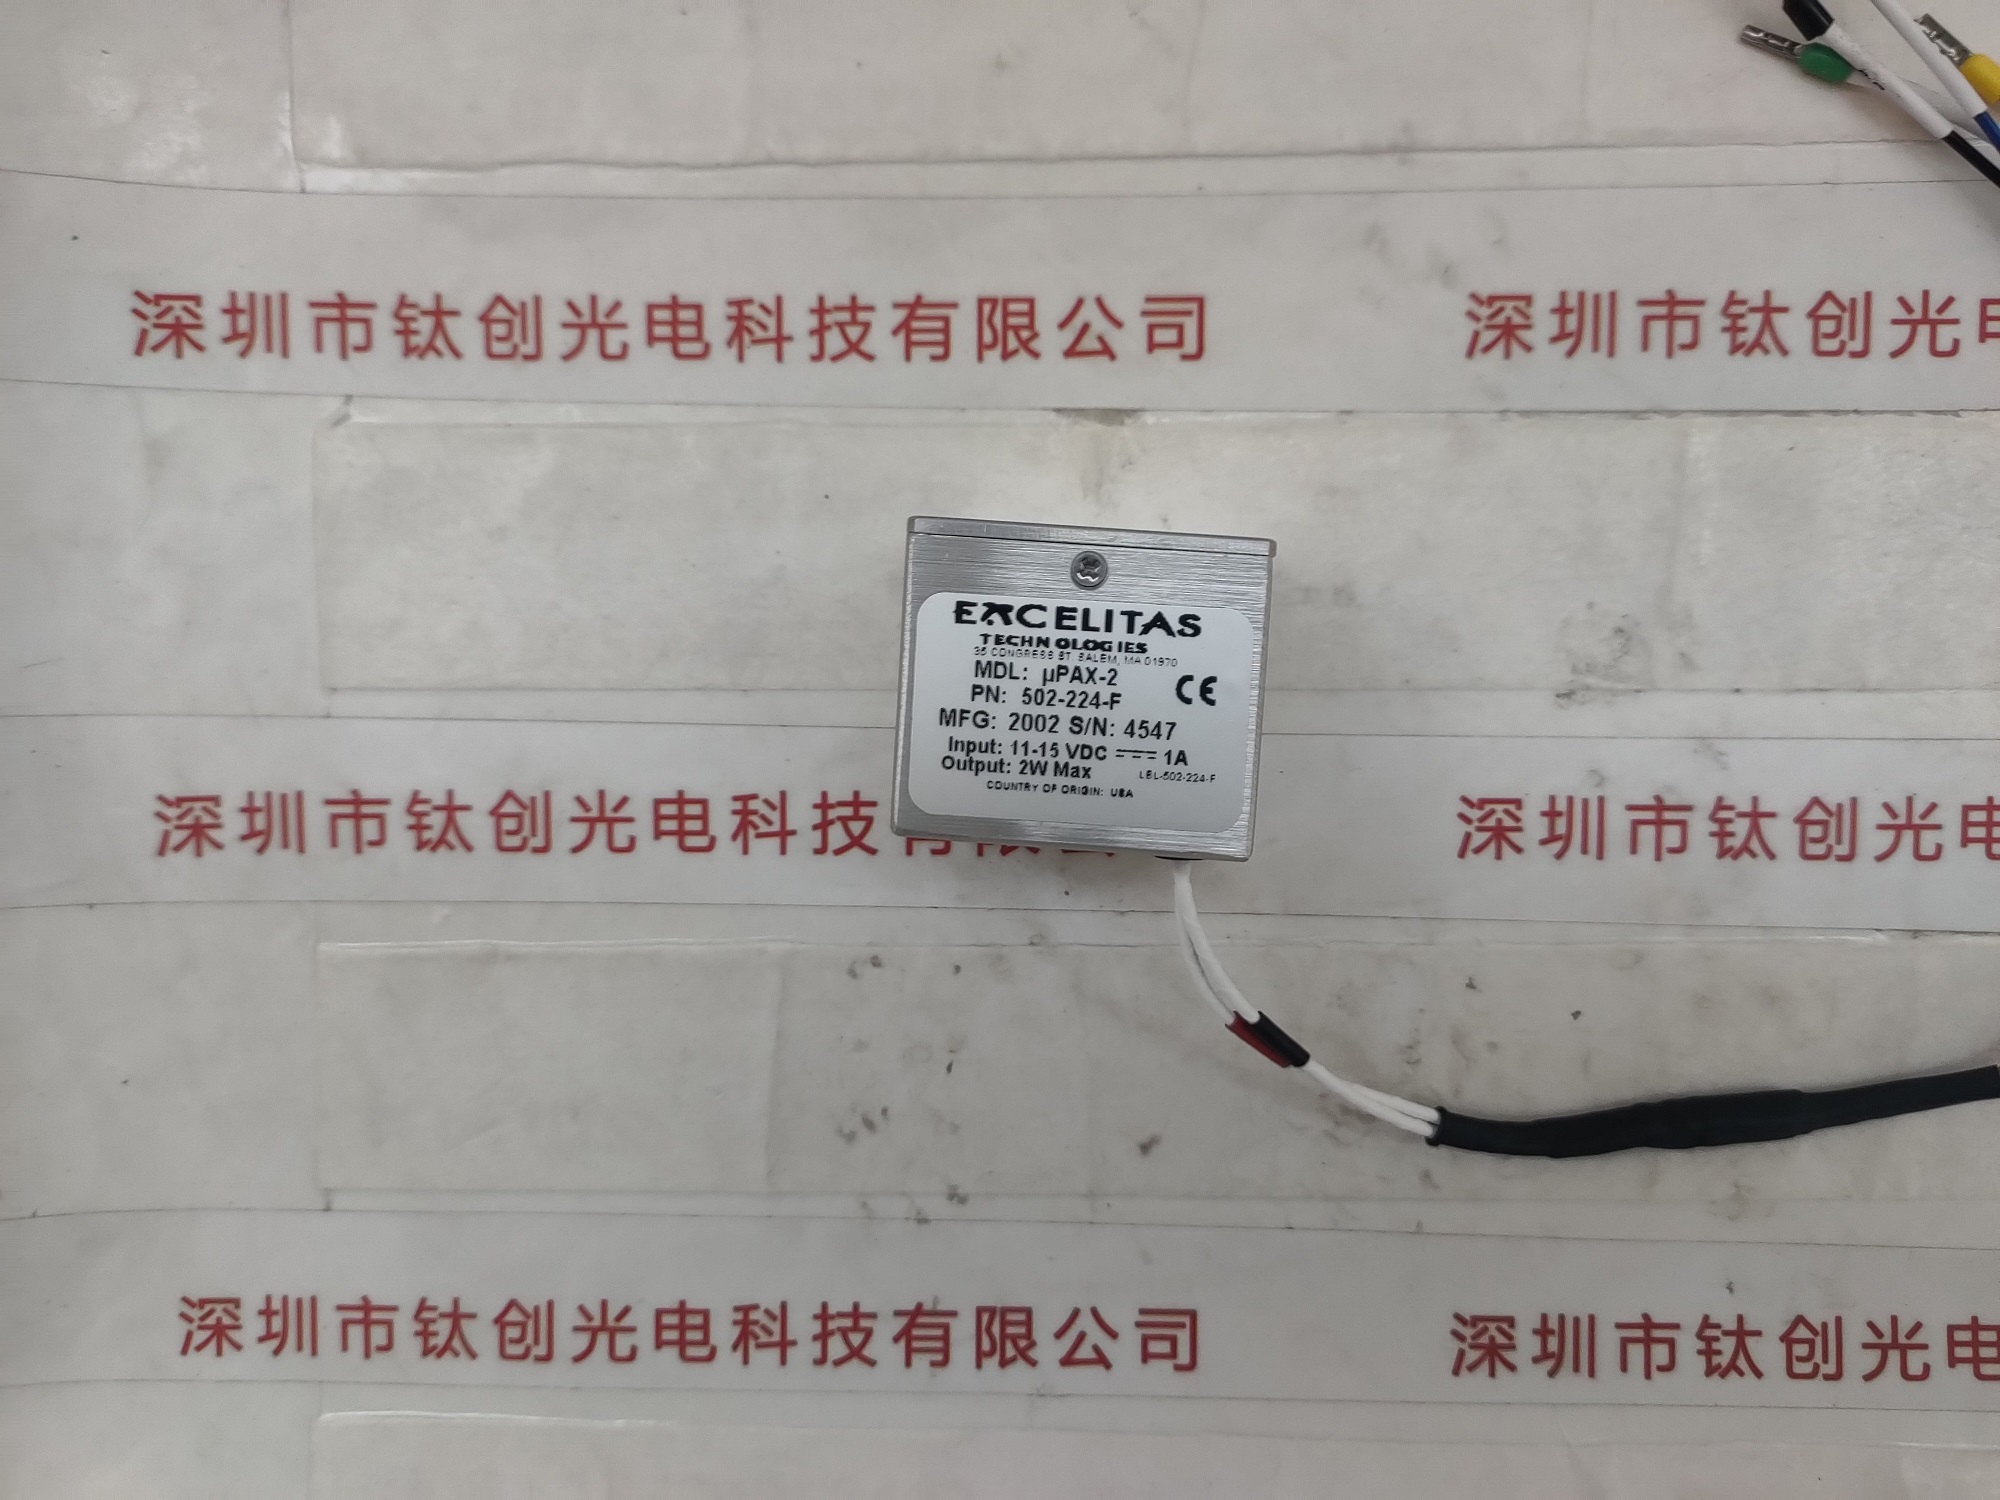 深圳市钛创光电科技有限公司
深圳市钛创光电
EXCELITAS
TECHNOLOGIES
35 CONGRESS ST. SALEM, MA 01970
MDL: µPAX-2
CE
PN: 502-224-F
MFG: 2002 S/N: 4547
Input: 11-15 VDC 1A
Output: 2W Max
LBL-502-224-F
COUNTRY OF ORIGIN: USA
深圳市钛创光电科技有限公
深圳市钛创光电
深圳市钛创光电科技有限公司
深圳市钛创光电